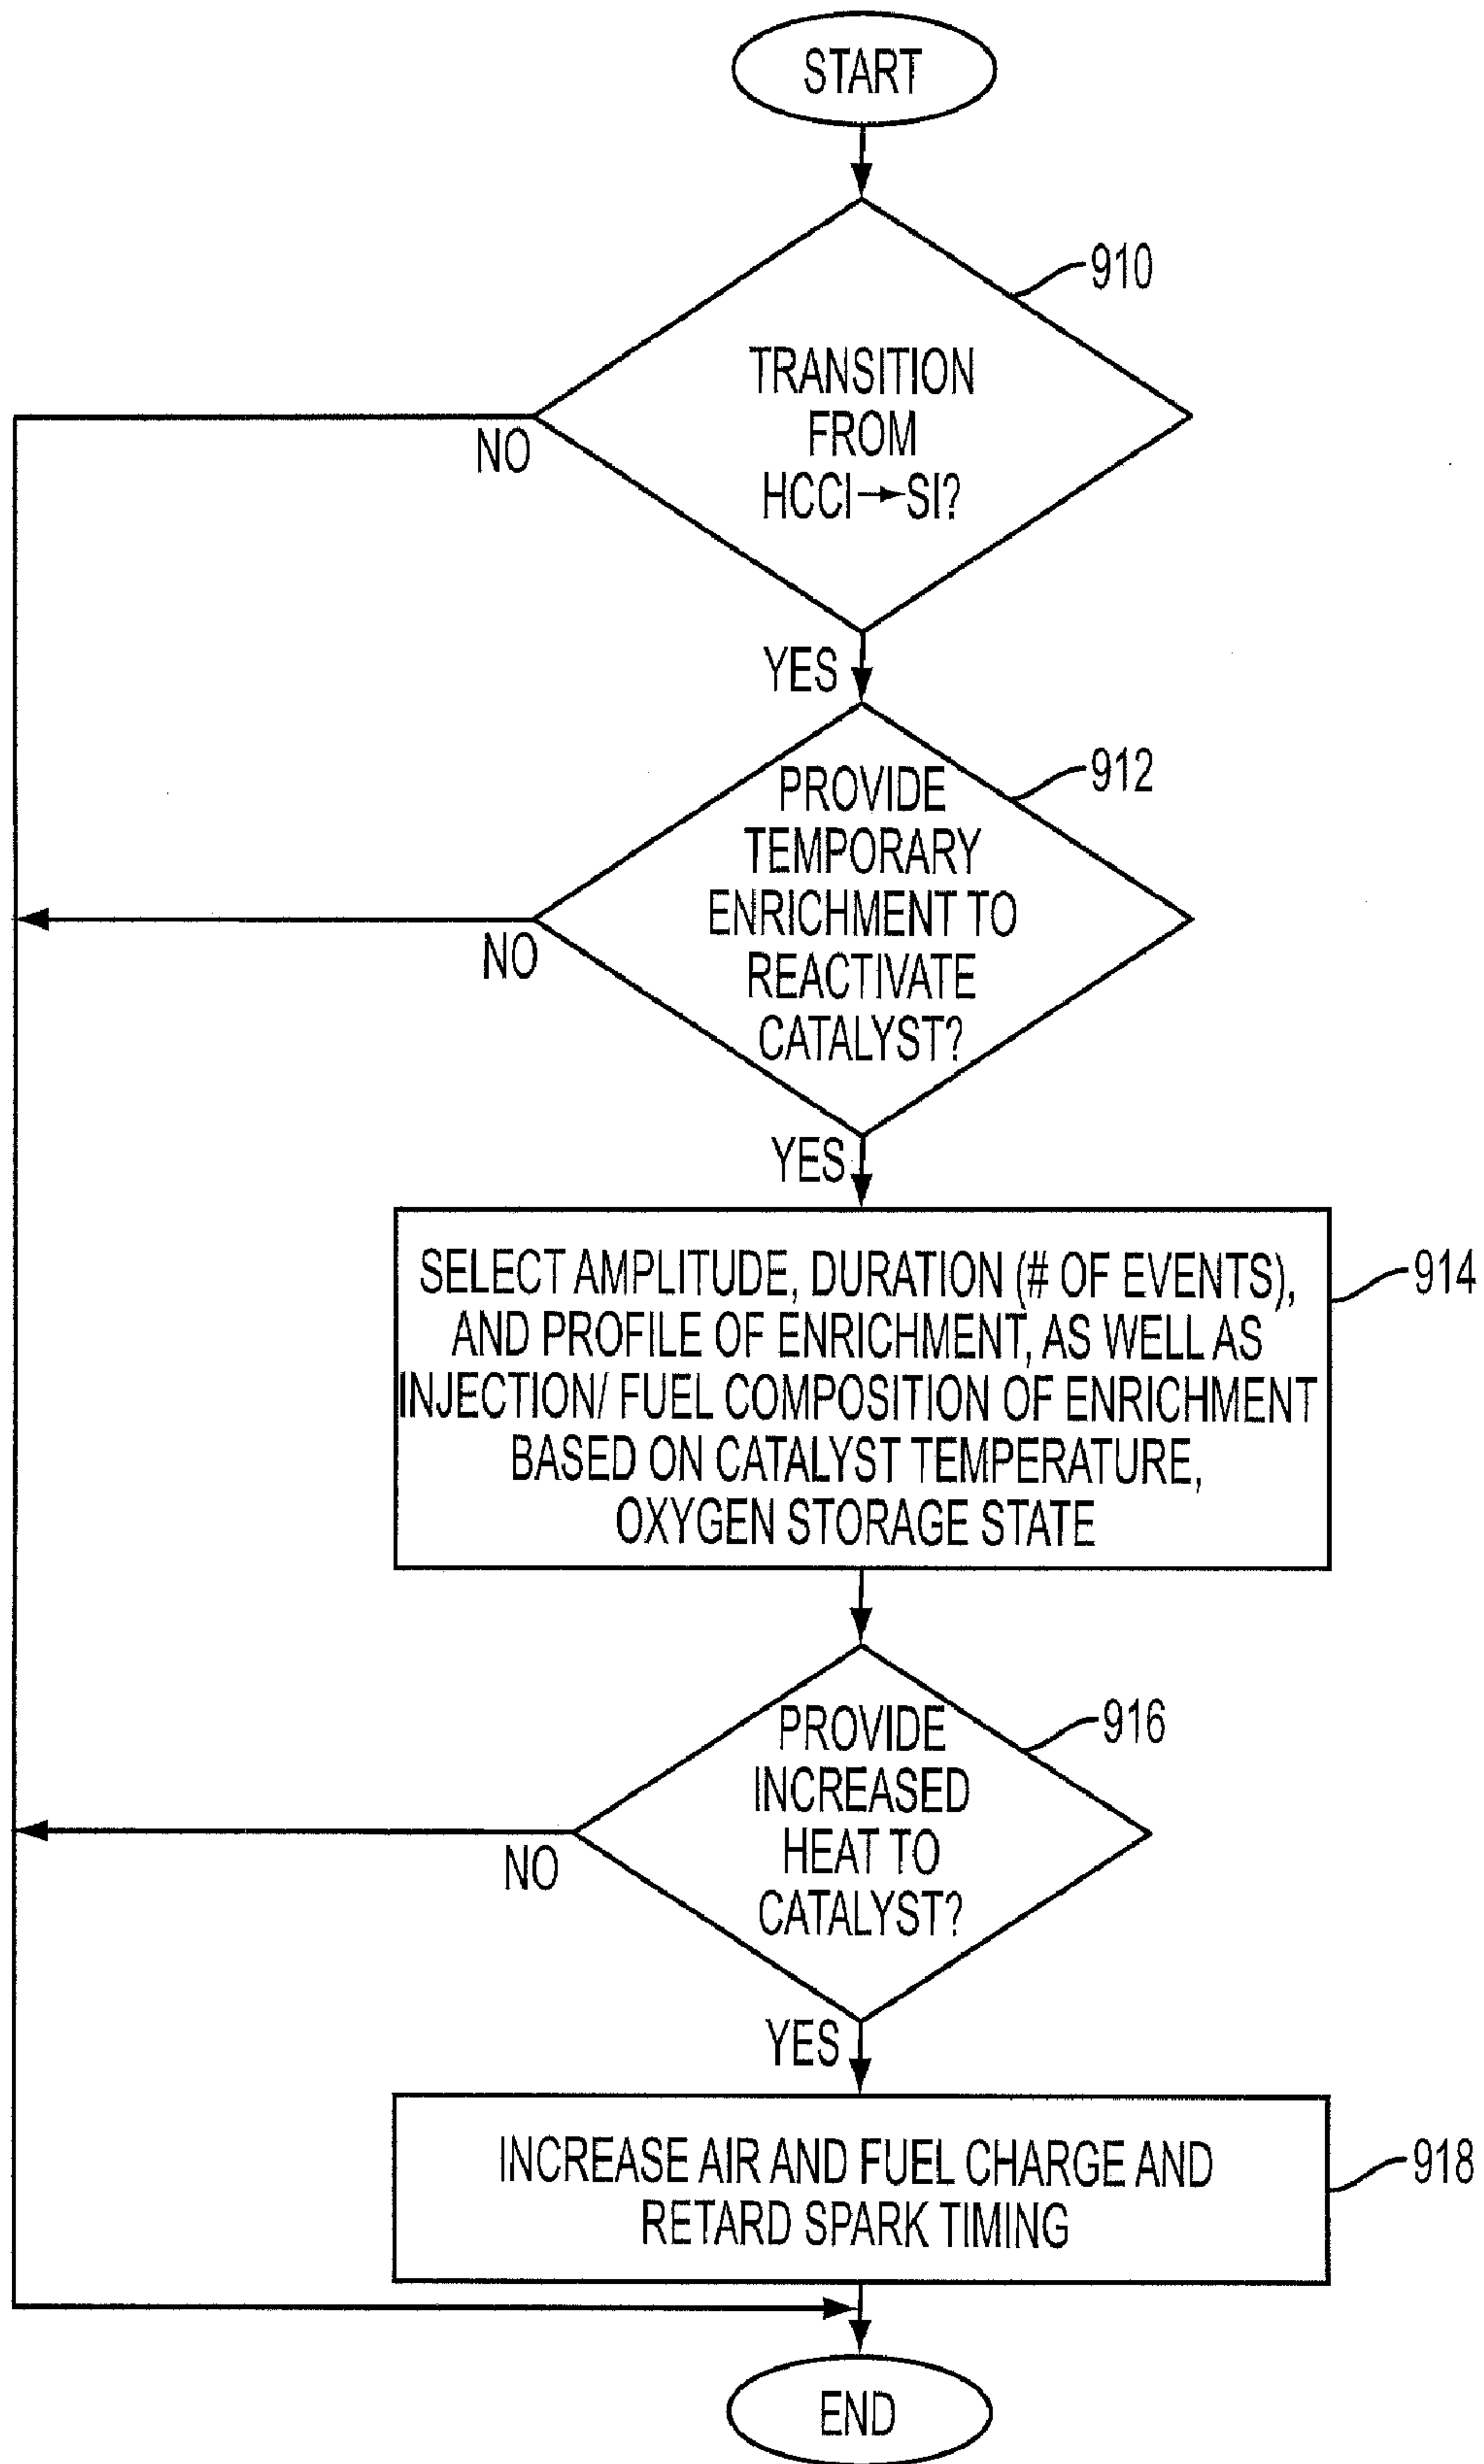 START
910
TRANSITION
FROM
HCCI→SI?
NO
YES
912
PROVIDE
TEMPORARY
ENRICHMENT TO
REACTIVATE
CATALYST?
NO
YES
914
SELECT AMPLITUDE, DURATION (# OF EVENTS),
AND PROFILE OF ENRICHMENT, AS WELL AS
INJECTION/ FUEL COMPOSITION OF ENRICHMENT
BASED ON CATALYST TEMPERATURE,
OXYGEN STORAGE STATE
916
PROVIDE
INCREASED
HEAT TO
CATALYST?
NO
YES
918
INCREASE AIR AND FUEL CHARGE AND
RETARD SPARK TIMING
END